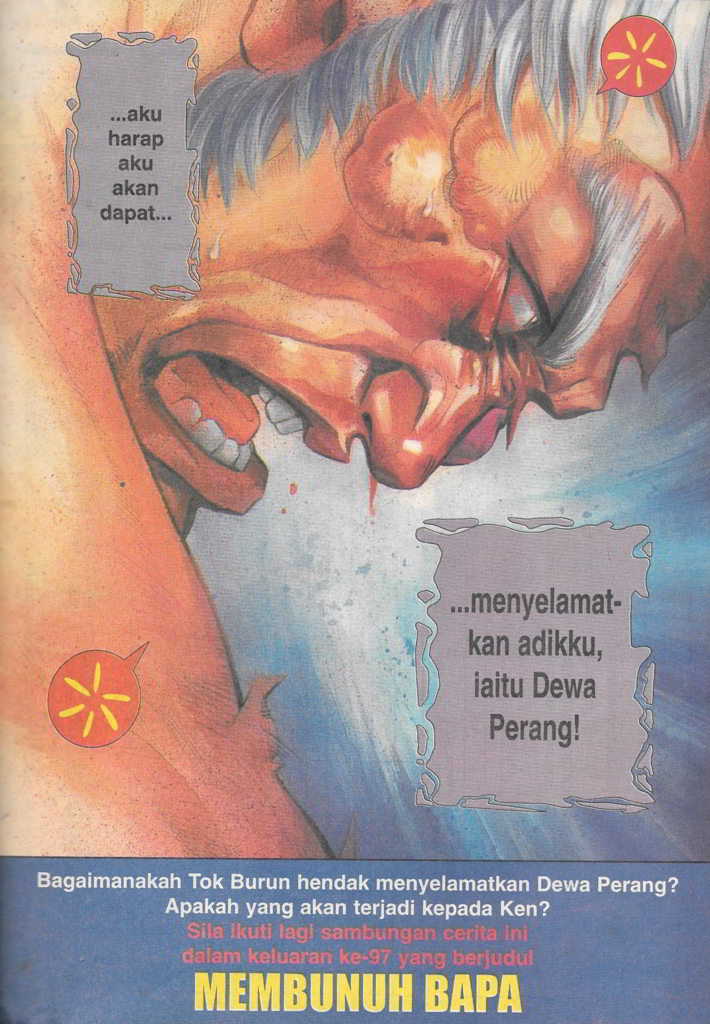 ...aku
harap
aku
akan
dapat...
...menyelamat-
kan adikku,
iaitu Dewa
Perang!
Bagaimanakah Tok Burun hendak menyelamatkan Dewa Perang?
Apakah yang akan terjadi kepada Ken?
Sila ikuti lagi sambungan cerita ini
dalam keluaran ke-97 yang berjudul
MEMBUNUH BAPA